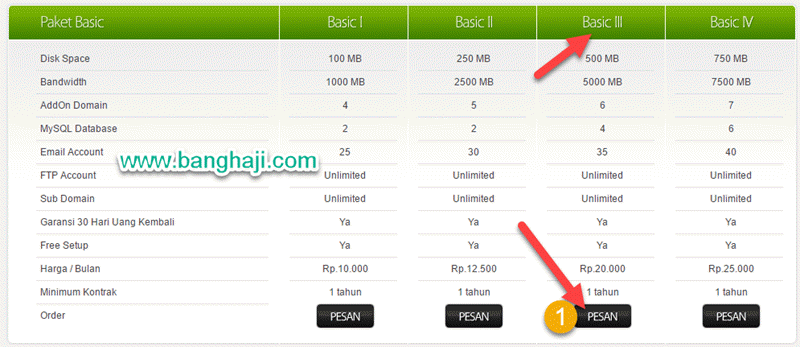 Paket Basic Basic I Basic II Basic III Basic IV
Disk Space 100 MB 250 MB 500 MB 750 MB
Bandwidth 1000 MB 2500 MB 5000 MB 7500 MB
AddOn Domain 4 5 6 7
MySQL Database 2 2 4 6
Email Account 25 30 35 40
www.banghaji.com
FTP Account Unlimited Unlimited Unlimited Unlimited
Sub Domain Unlimited Unlimited Unlimited Unlimited
Garansi 30 Hari Uang Kembali Ya Ya Ya Ya
Free Setup Ya Ya Ya Ya
Harga / Bulan Rp.10.000 Rp.12.500 Rp.20.000 Rp.25.000
Minimum Kontrak 1 tahun 1 tahun 1 tahun 1 tahun
Order PESAN PESAN 1 PESAN PESAN